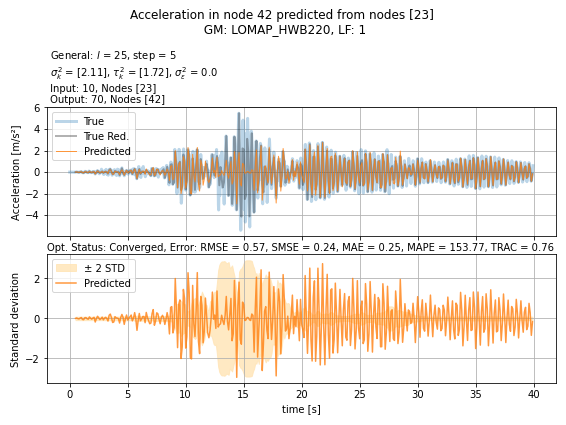 Acceleration in node 42 predicted from nodes [23]
GM: LOMAP_HWB220, LF: 1
General: l = 25, step = 5
σ²ₖ = [2.11], τ²ₖ = [1.72], σ²ε = 0.0
Input: 10, Nodes [23]
Output: 70, Nodes [42]
Acceleration [m/s²]
6
4
2
0
−2
−4
True
True Red.
Predicted
Opt. Status: Converged, Error: RMSE = 0.57, SMSE = 0.24, MAE = 0.25, MAPE = 153.77, TRAC = 0.76
Standard deviation
2
0
−2
± 2 STD
Predicted
0 5 10 15 20 25 30 35 40
time [s]